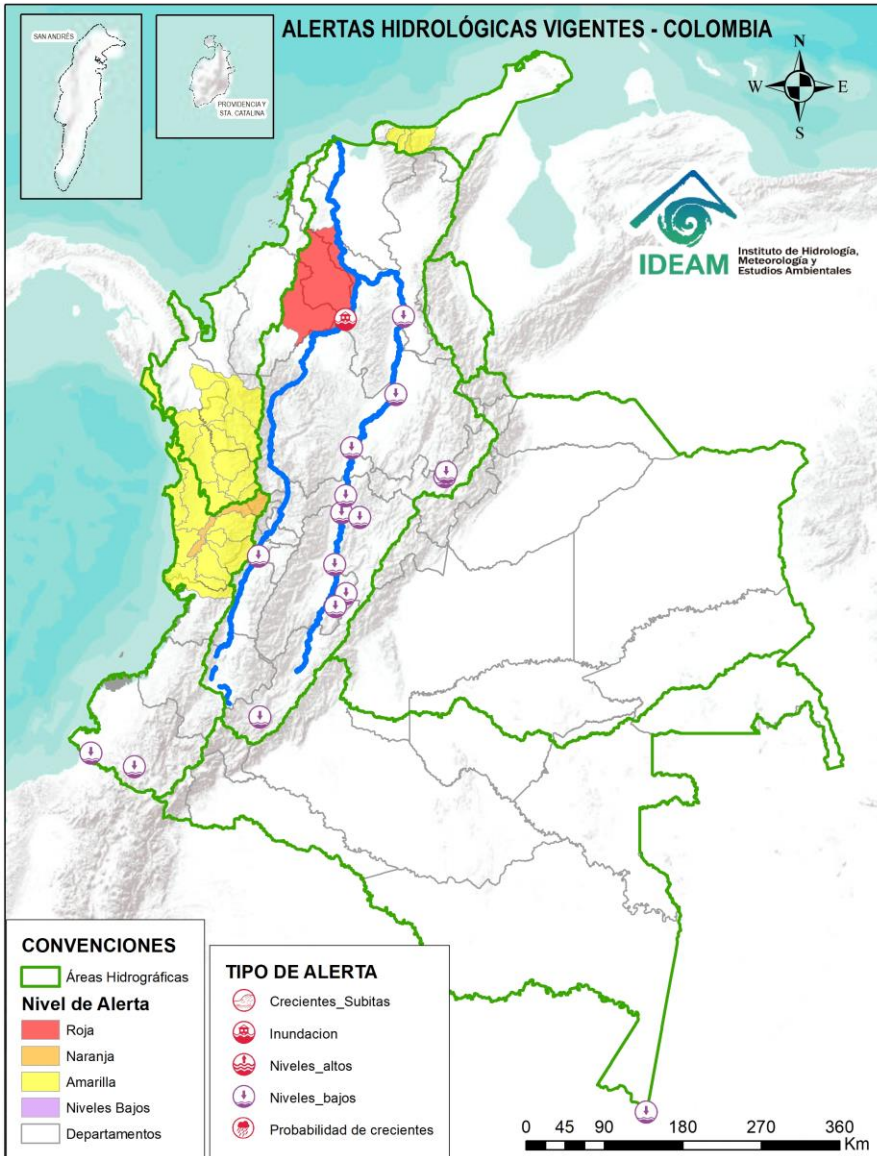 ALERTAS HIDROLÓGICAS VIGENTES - COLOMBIA
SAN ANDRÉS
PROVIDENCIA Y
STA. CATALINA
N
W E
S
IDEAM
Instituto de Hidrología,
Meteorología y
Estudios Ambientales
CONVENCIONES
Áreas Hidrográficas
Nivel de Alerta
Roja
Naranja
Amarilla
Niveles Bajos
Departamentos
TIPO DE ALERTA
Crecientes_Subitas
Inundacion
Niveles_altos
Niveles_bajos
Probabilidad de crecientes
0 45 90 180 270 360
Km